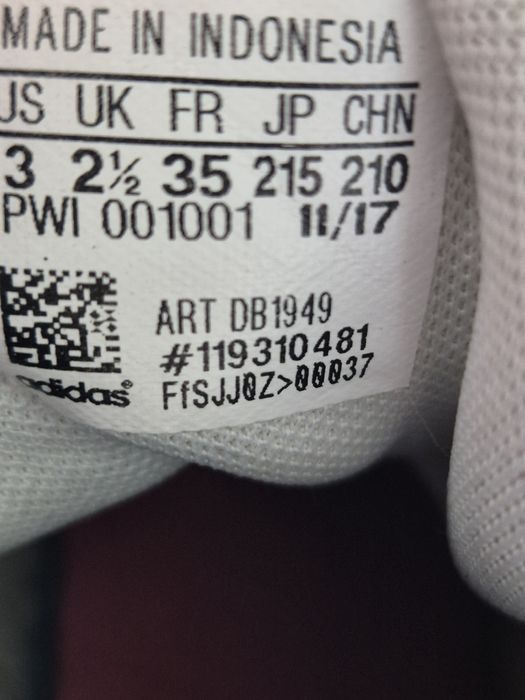 MADE IN INDONESIA
US UK FR JP CHN
3 2½ 35 215 210
PWI 001001 11/17
ART DB1949
#119310481
FfSJJ0Z>00037
adidas®